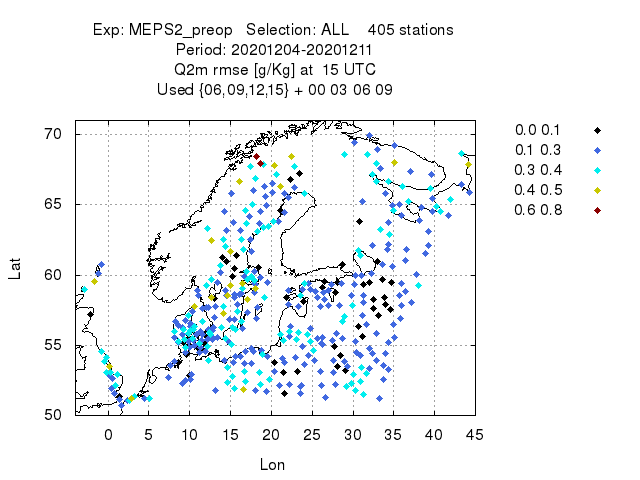 Exp: MEPS2_preop Selection: ALL 405 stations
Period: 20201204-20201211
Q2m rmse [g/Kg] at 15 UTC
Used {06,09,12,15} + 00 03 06 09
0.0 0.1
0.1 0.3
0.3 0.4
0.4 0.5
0.6 0.8
70
65
60
55
50
Lat
0 5 10 15 20 25 30 35 40 45
Lon